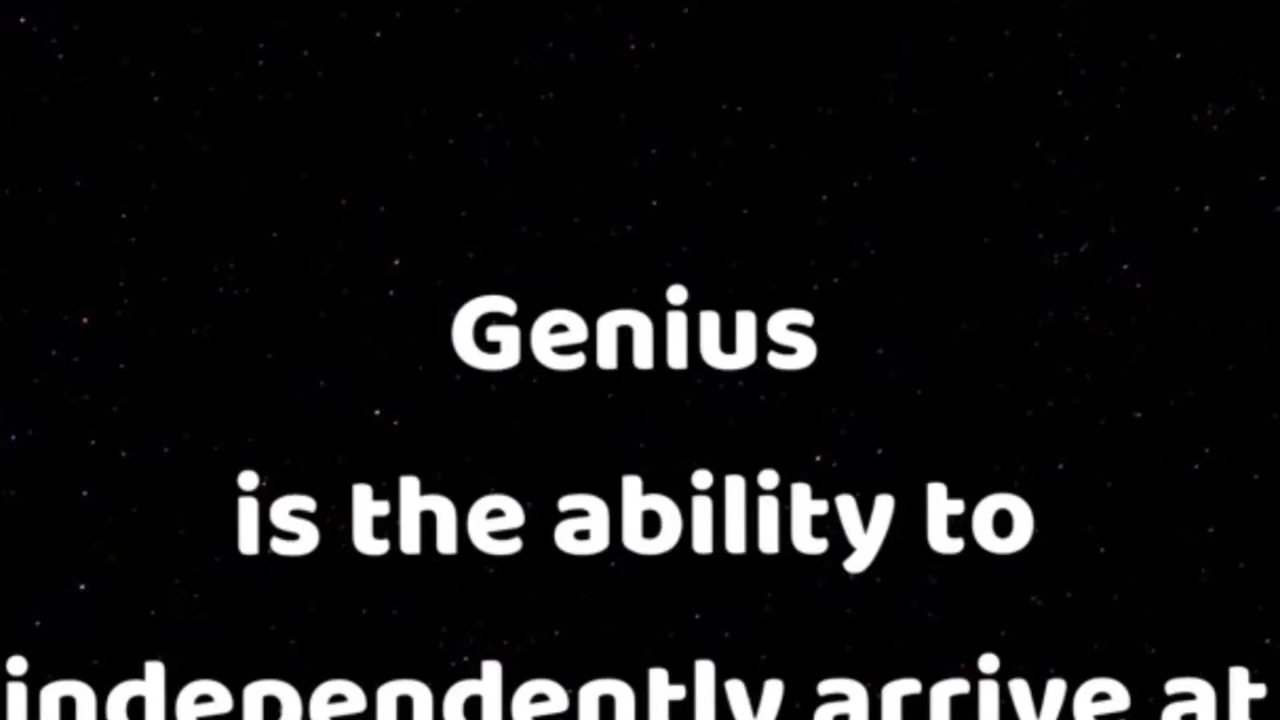 Genius
is the ability to
independently arrive at